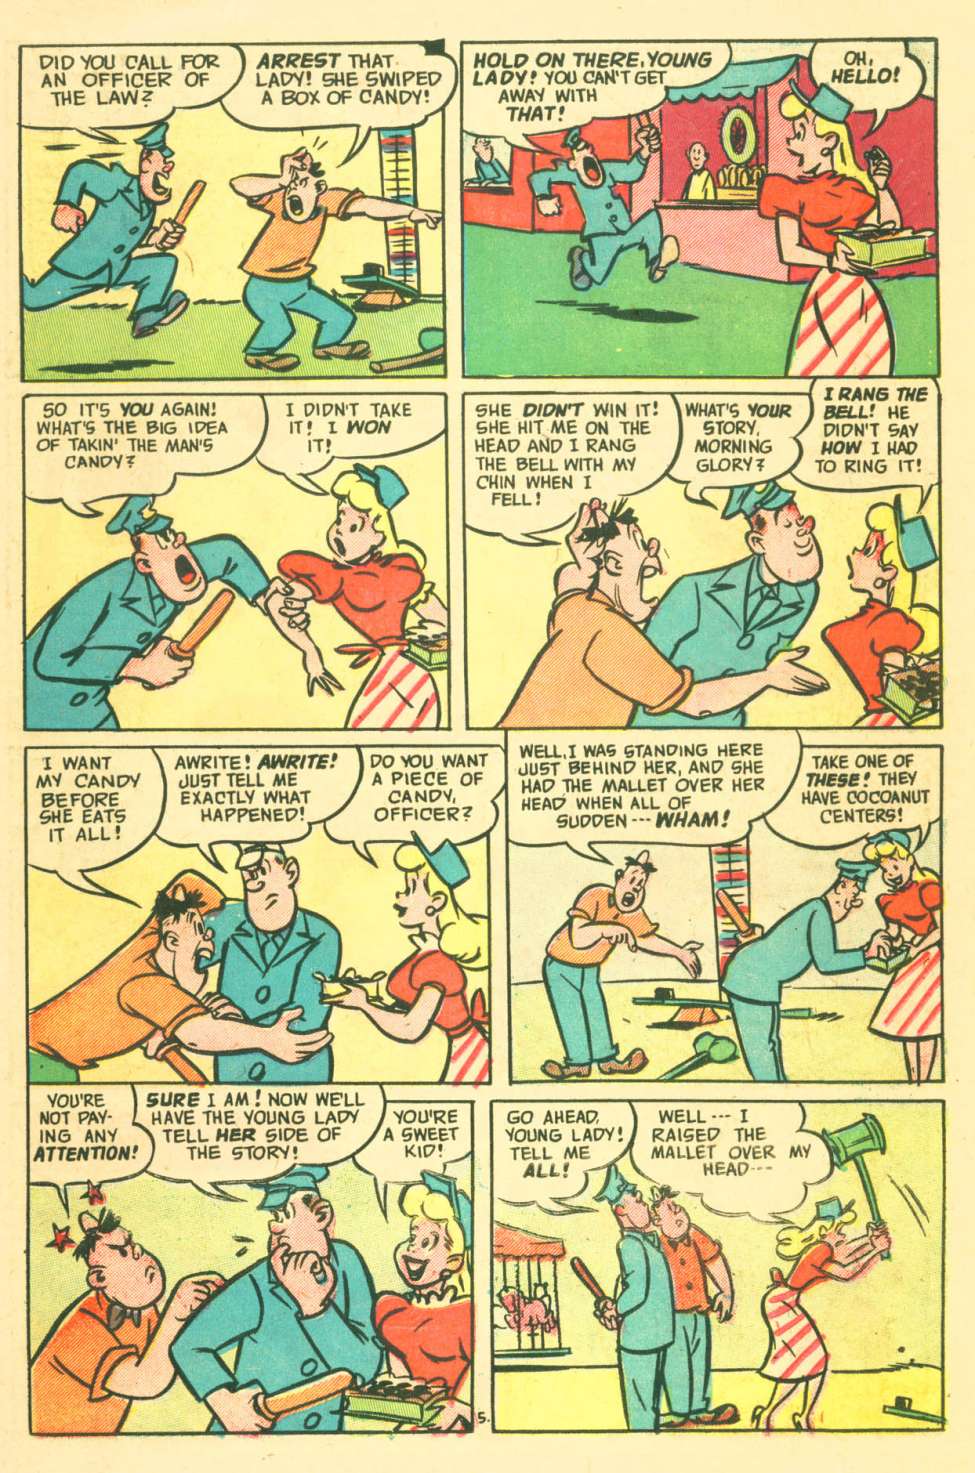 DID YOU CALL FOR
AN OFFICER OF
THE LAW?
ARREST THAT
LADY! SHE SWIPED
A BOX OF CANDY!
HOLD ON THERE, YOUNG
LADY! YOU CAN'T GET
AWAY WITH
THAT!
OH,
HELLO!
SO IT'S YOU AGAIN!
WHAT'S THE BIG IDEA
OF TAKIN' THE MAN'S
CANDY?
I DIDN'T TAKE
IT! I WON
IT!
SHE DIDN'T WIN IT!
SHE HIT ME ON THE
HEAD AND I RANG
THE BELL WITH MY
CHIN WHEN I
FELL!
WHAT'S YOUR
STORY,
MORNING
GLORY?
I RANG THE
BELL! HE
DIDN'T SAY
HOW I HAD
TO RING IT!
I WANT
MY CANDY
BEFORE
SHE EATS
IT ALL!
AWRITE! AWRITE!
JUST TELL ME
EXACTLY WHAT
HAPPENED!
DO YOU WANT
A PIECE OF
CANDY,
OFFICER?
WELL, I WAS STANDING HERE
JUST BEHIND HER, AND SHE
HAD THE MALLET OVER HER
HEAD WHEN ALL OF
SUDDEN --- WHAM!
TAKE ONE OF
THESE! THEY
HAVE COCOANUT
CENTERS!
YOU'RE
NOT PAY-
ING ANY
ATTENTION!
SURE I AM! NOW WE'LL
HAVE THE YOUNG LADY
TELL HER SIDE OF
THE STORY!
YOU'RE
A SWEET
KID!
GO AHEAD,
YOUNG LADY!
TELL ME
ALL!
WELL --- I
RAISED THE
MALLET OVER MY
HEAD ---
5.